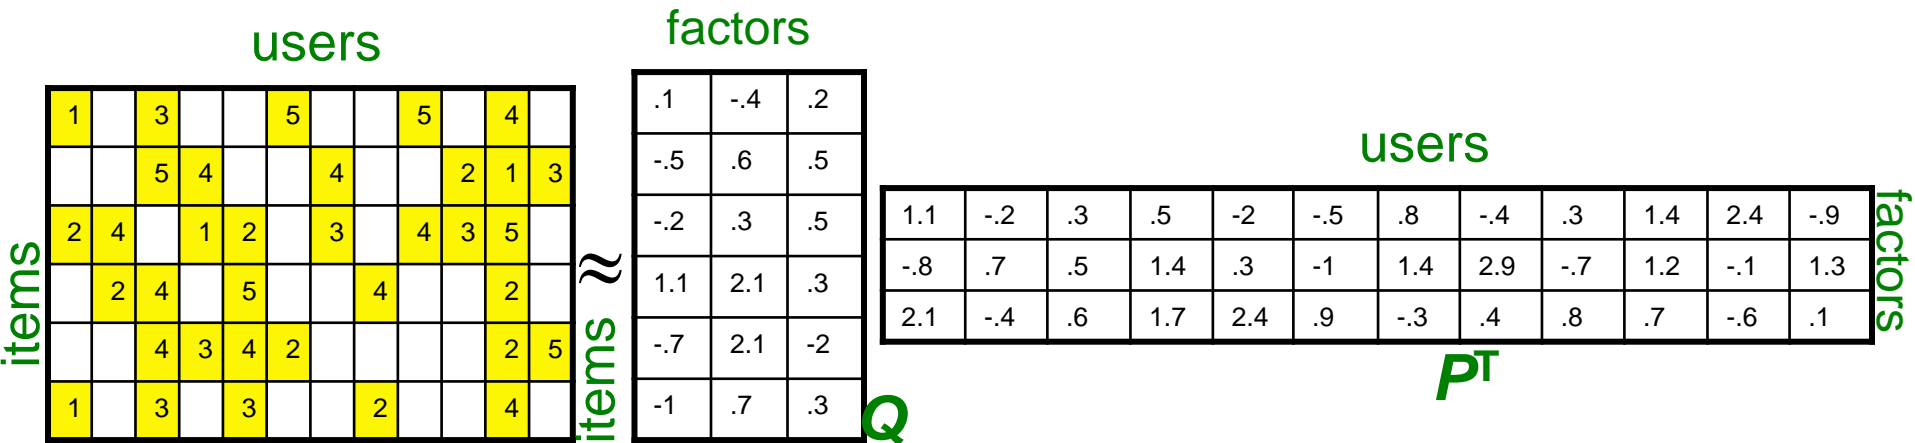 users
factors
users
items
1 3 5 5 4
5 4 4 2 1 3
2 4 1 2 3 4 3 5
2 4 5 4 2
4 3 4 2 2 5
1 3 3 2 4
≈
items
.1 -.4 .2
-.5 .6 .5
-.2 .3 .5
1.1 2.1 .3
-.7 2.1 -2
-1 .7 .3
Q
1.1 -.2 .3 .5 -2 -.5 .8 -.4 .3 1.4 2.4 -.9
-.8 .7 .5 1.4 .3 -1 1.4 2.9 -.7 1.2 -.1 1.3
2.1 -.4 .6 1.7 2.4 .9 -.3 .4 .8 .7 -.6 .1
factors
PT